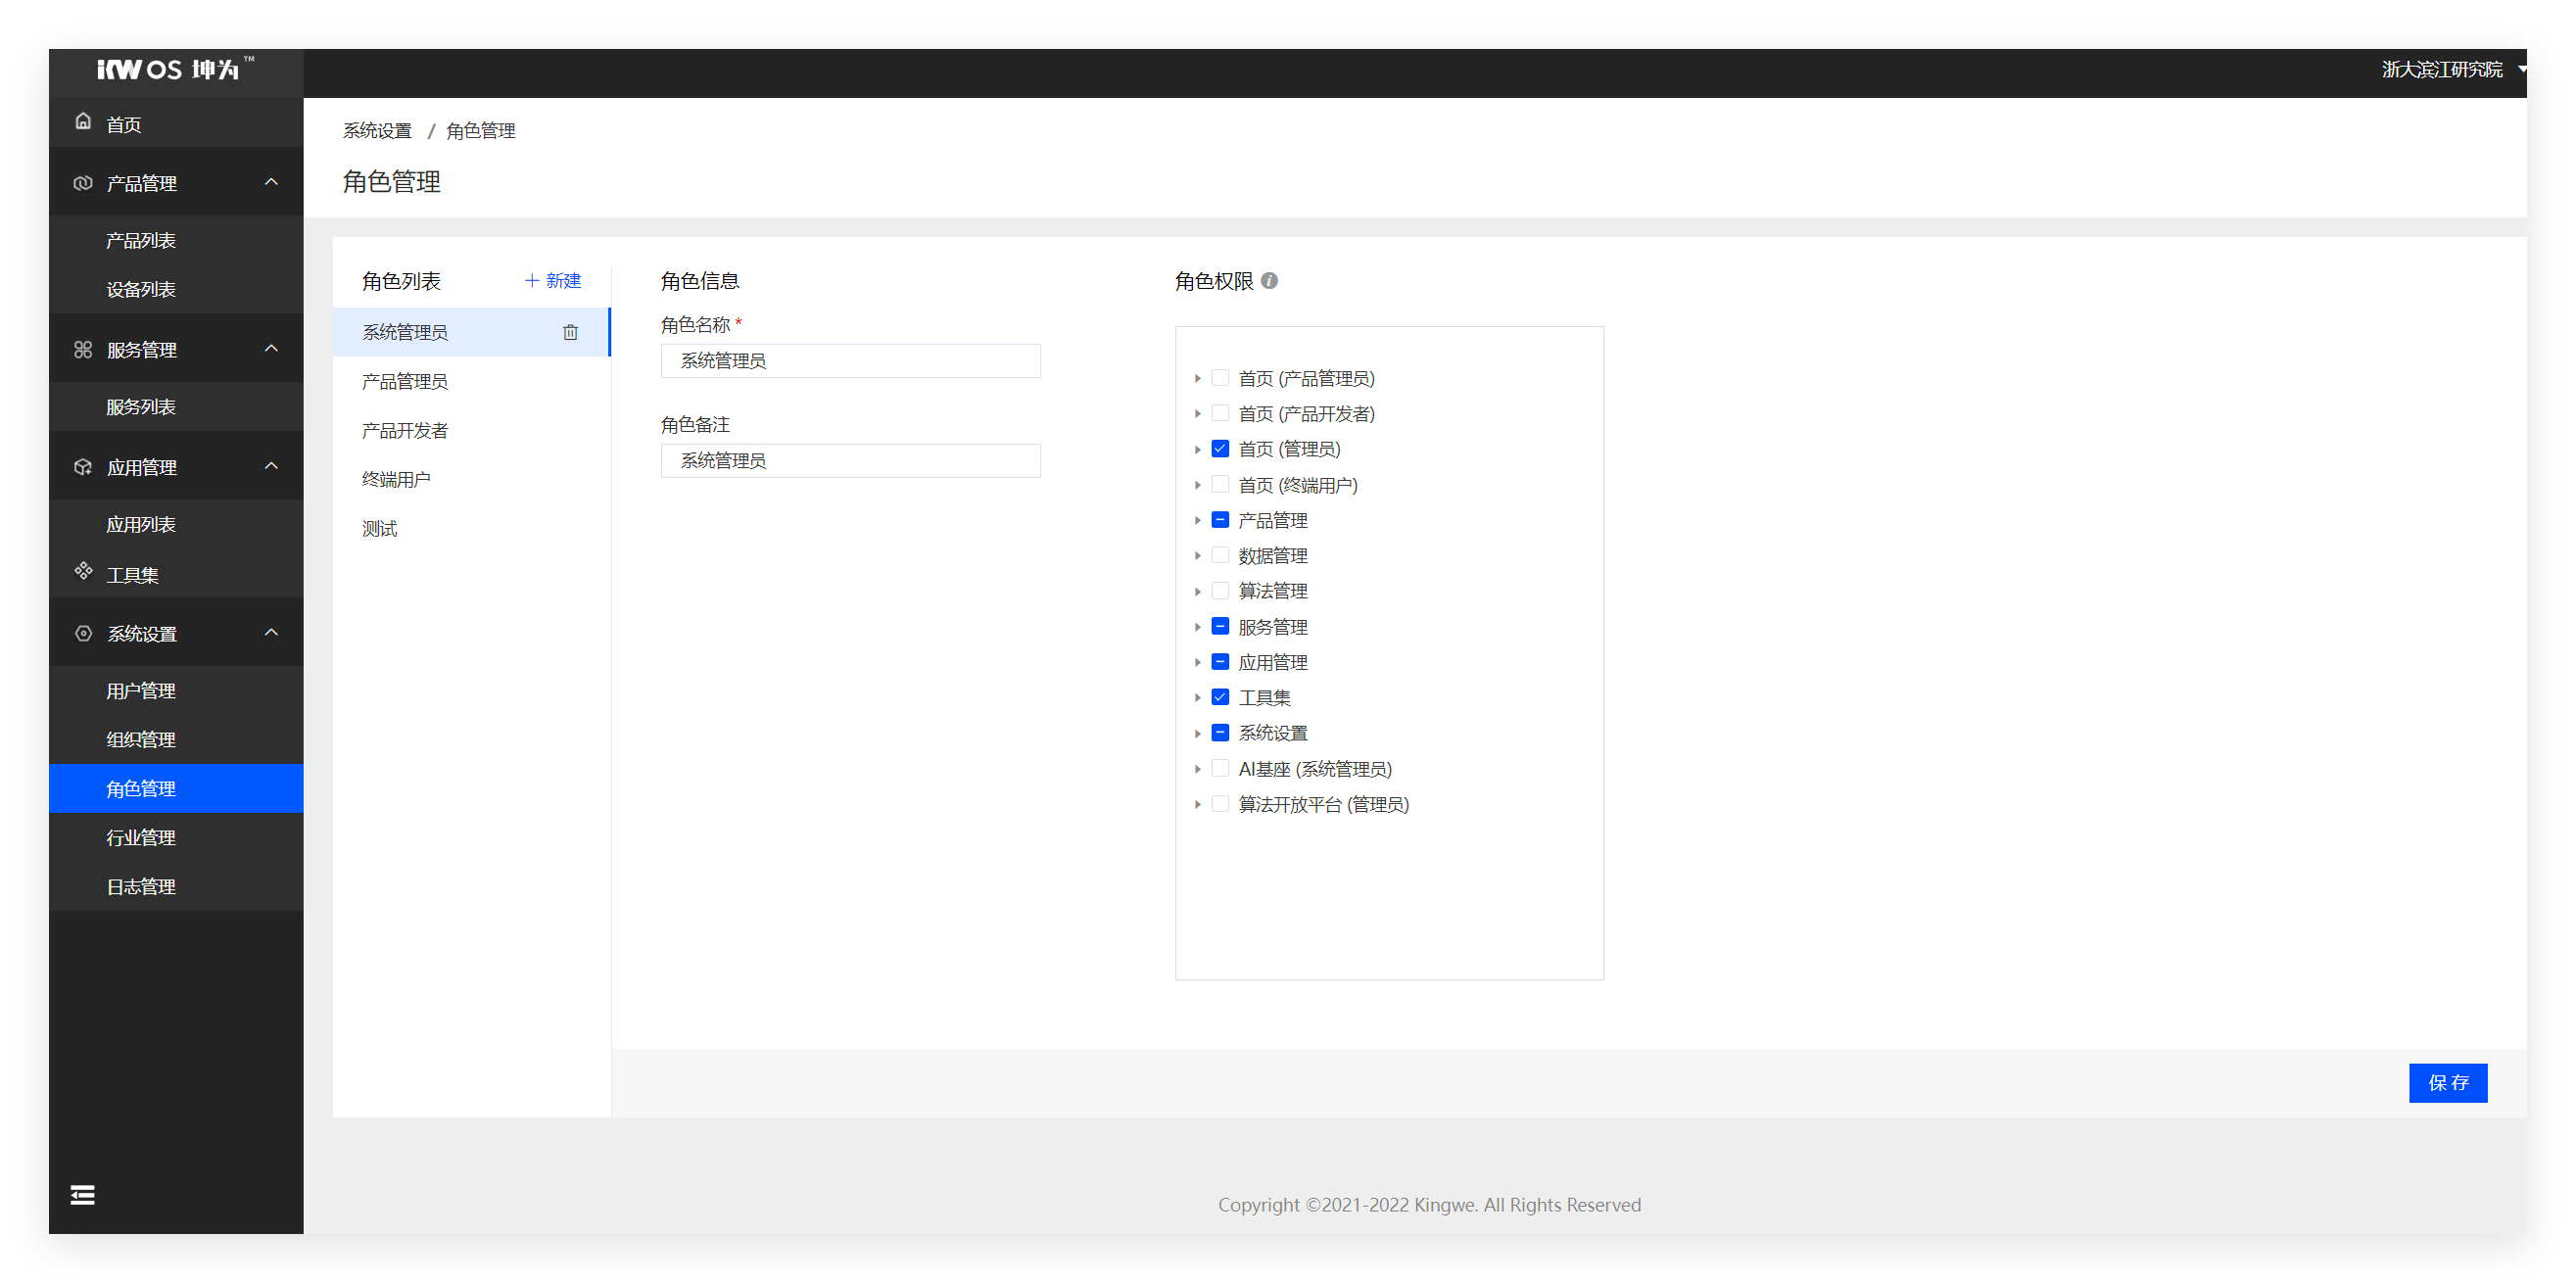 iKWOS 坤为™
浙大滨江研究院
首页
产品管理
产品列表
设备列表
服务管理
服务列表
应用管理
应用列表
工具集
系统设置
用户管理
组织管理
角色管理
行业管理
日志管理
系统设置 / 角色管理
角色管理
角色列表
+ 新建
系统管理员
产品管理员
产品开发者
终端用户
测试
角色信息
角色名称 *
系统管理员
角色备注
系统管理员
角色权限
首页 (产品管理员)
首页 (产品开发者)
首页 (管理员)
首页 (终端用户)
产品管理
数据管理
算法管理
服务管理
应用管理
工具集
系统设置
AI基座 (系统管理员)
算法开放平台 (管理员)
保 存
Copyright ©2021-2022 Kingwe. All Rights Reserved